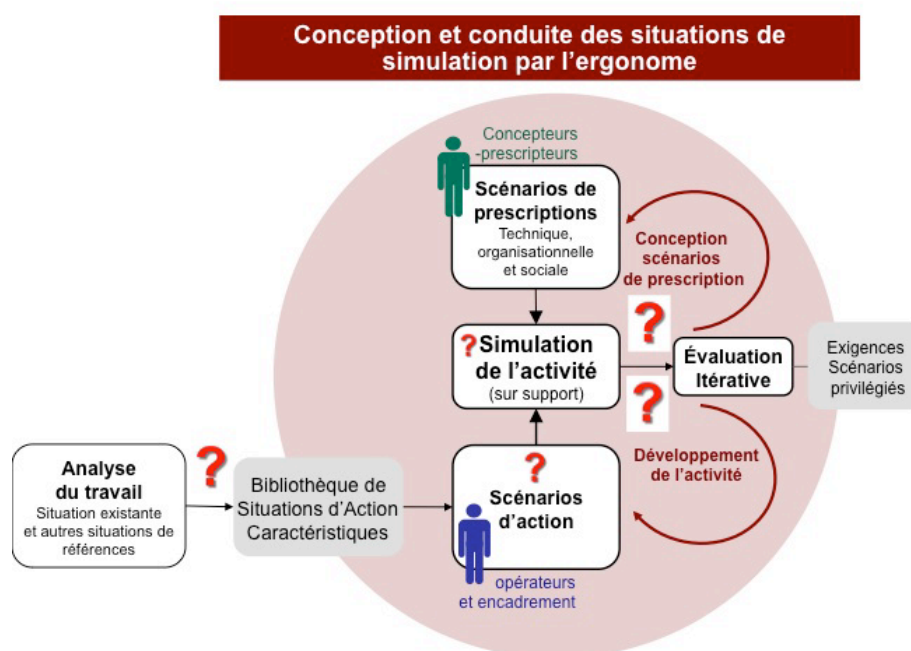 Conception et conduite des situations de
simulation par l'ergonome
Concepteurs
-prescripteurs
Scénarios de
prescriptions
Technique,
organisationnelle
et sociale
Conception
scénarios
de prescription
?
?
Simulation
de l'activité
(sur support)
?
Évaluation
Itérative
Exigences
Scénarios
privilégiés
Analyse
du travail
Situation existante
et autres situations de
références
?
Bibliothèque de
Situations d'Action
Caractéristiques
?
Scénarios
d'action
Développement
de l'activité
opérateurs
et encadrement